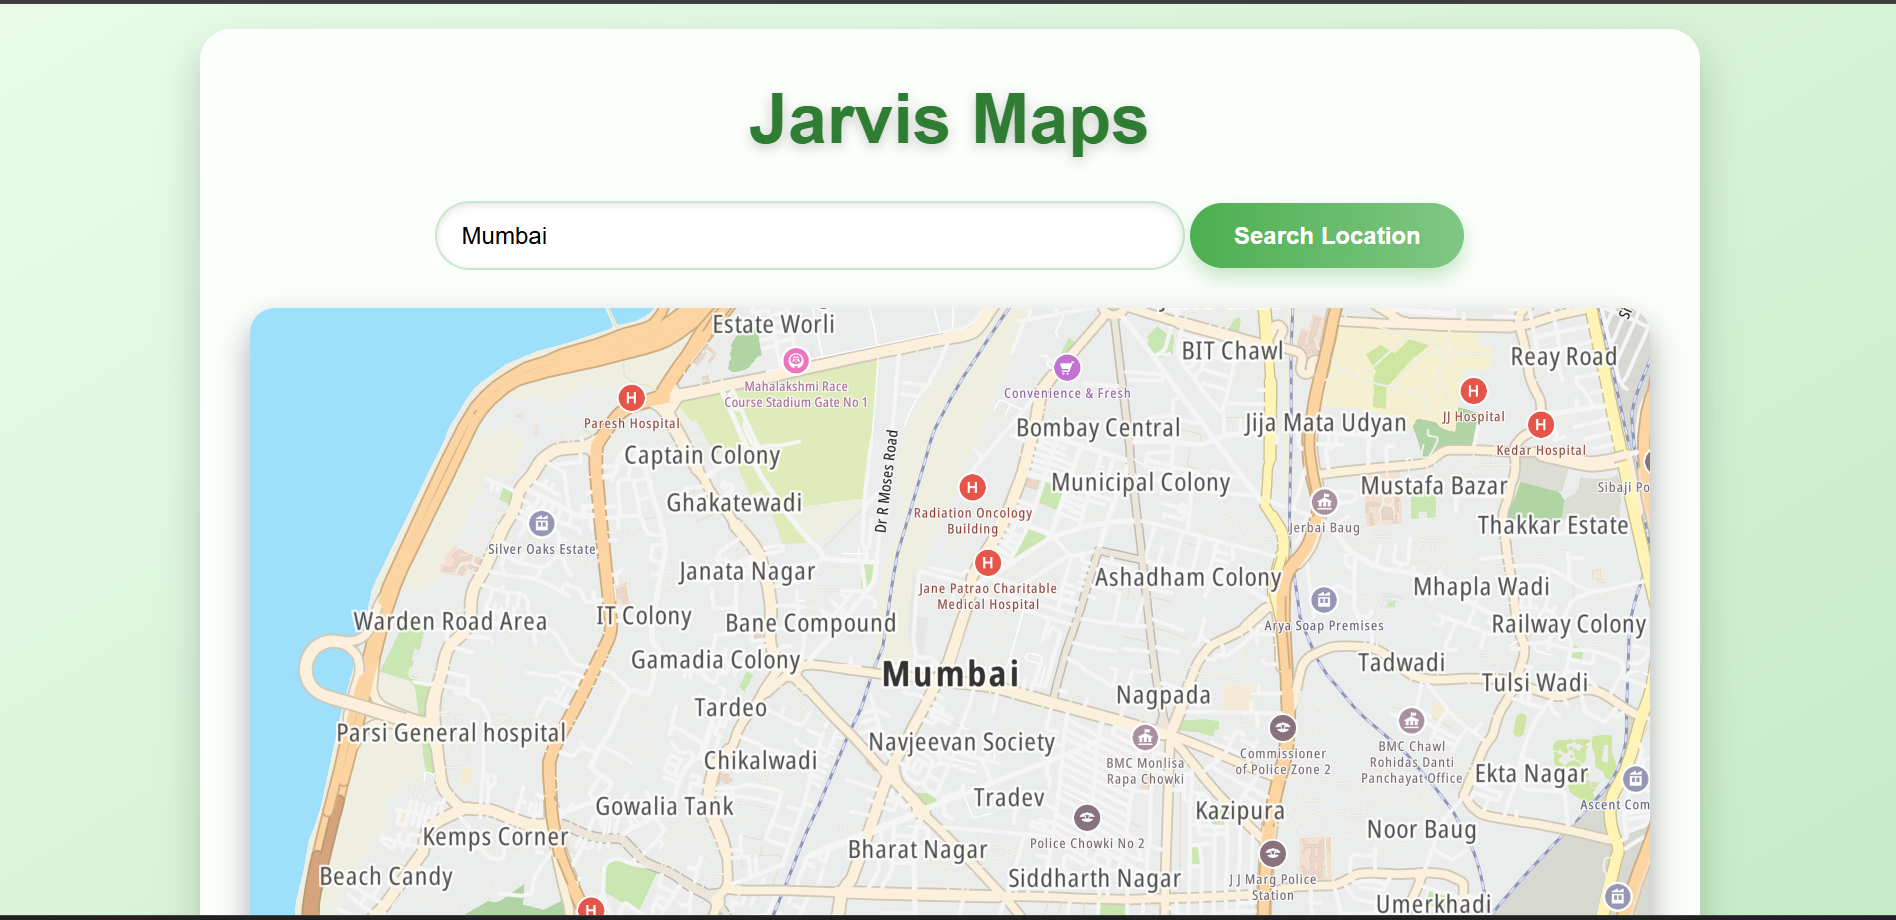 Jarvis Maps
Mumbai
Search Location
Estate Worli
BIT Chawl
Reay Road
Mahalakshmi Race
Course Stadium Gate No 1
Convenience & Fresh
Paresh Hospital
JJ Hospital
Bombay Central
Jija Mata Udyan
Kedar Hospital
Captain Colony
Dr R Moses Road
Municipal Colony
Mustafa Bazar
Sibaji Po
Ghakatewadi
Radiation Oncology
Building
Jerbai Baug
Thakkar Estate
Silver Oaks Estate
Janata Nagar
Jane Patrao Charitable
Medical Hospital
Ashadham Colony
Mhapla Wadi
Warden Road Area
IT Colony
Bane Compound
Arya Soap Premises
Railway Colony
Gamadia Colony
Mumbai
Tadwadi
Tulsi Wadi
Nagpada
Tardeo
Parsi General hospital
Navjeevan Society
Commissioner
of Police Zone 2
BMC Chawl
Rohidas Danti
Panchayat Office
BMC Monlisa
Rapa Chowki
Chikalwadi
Ekta Nagar
Tradev
Ascent Com
Gowalia Tank
Kazipura
Kemps Corner
Police Chowki No 2
Noor Baug
Bharat Nagar
Beach Candy
Siddharth Nagar
J J Marg Police
Station
Umerkhadi